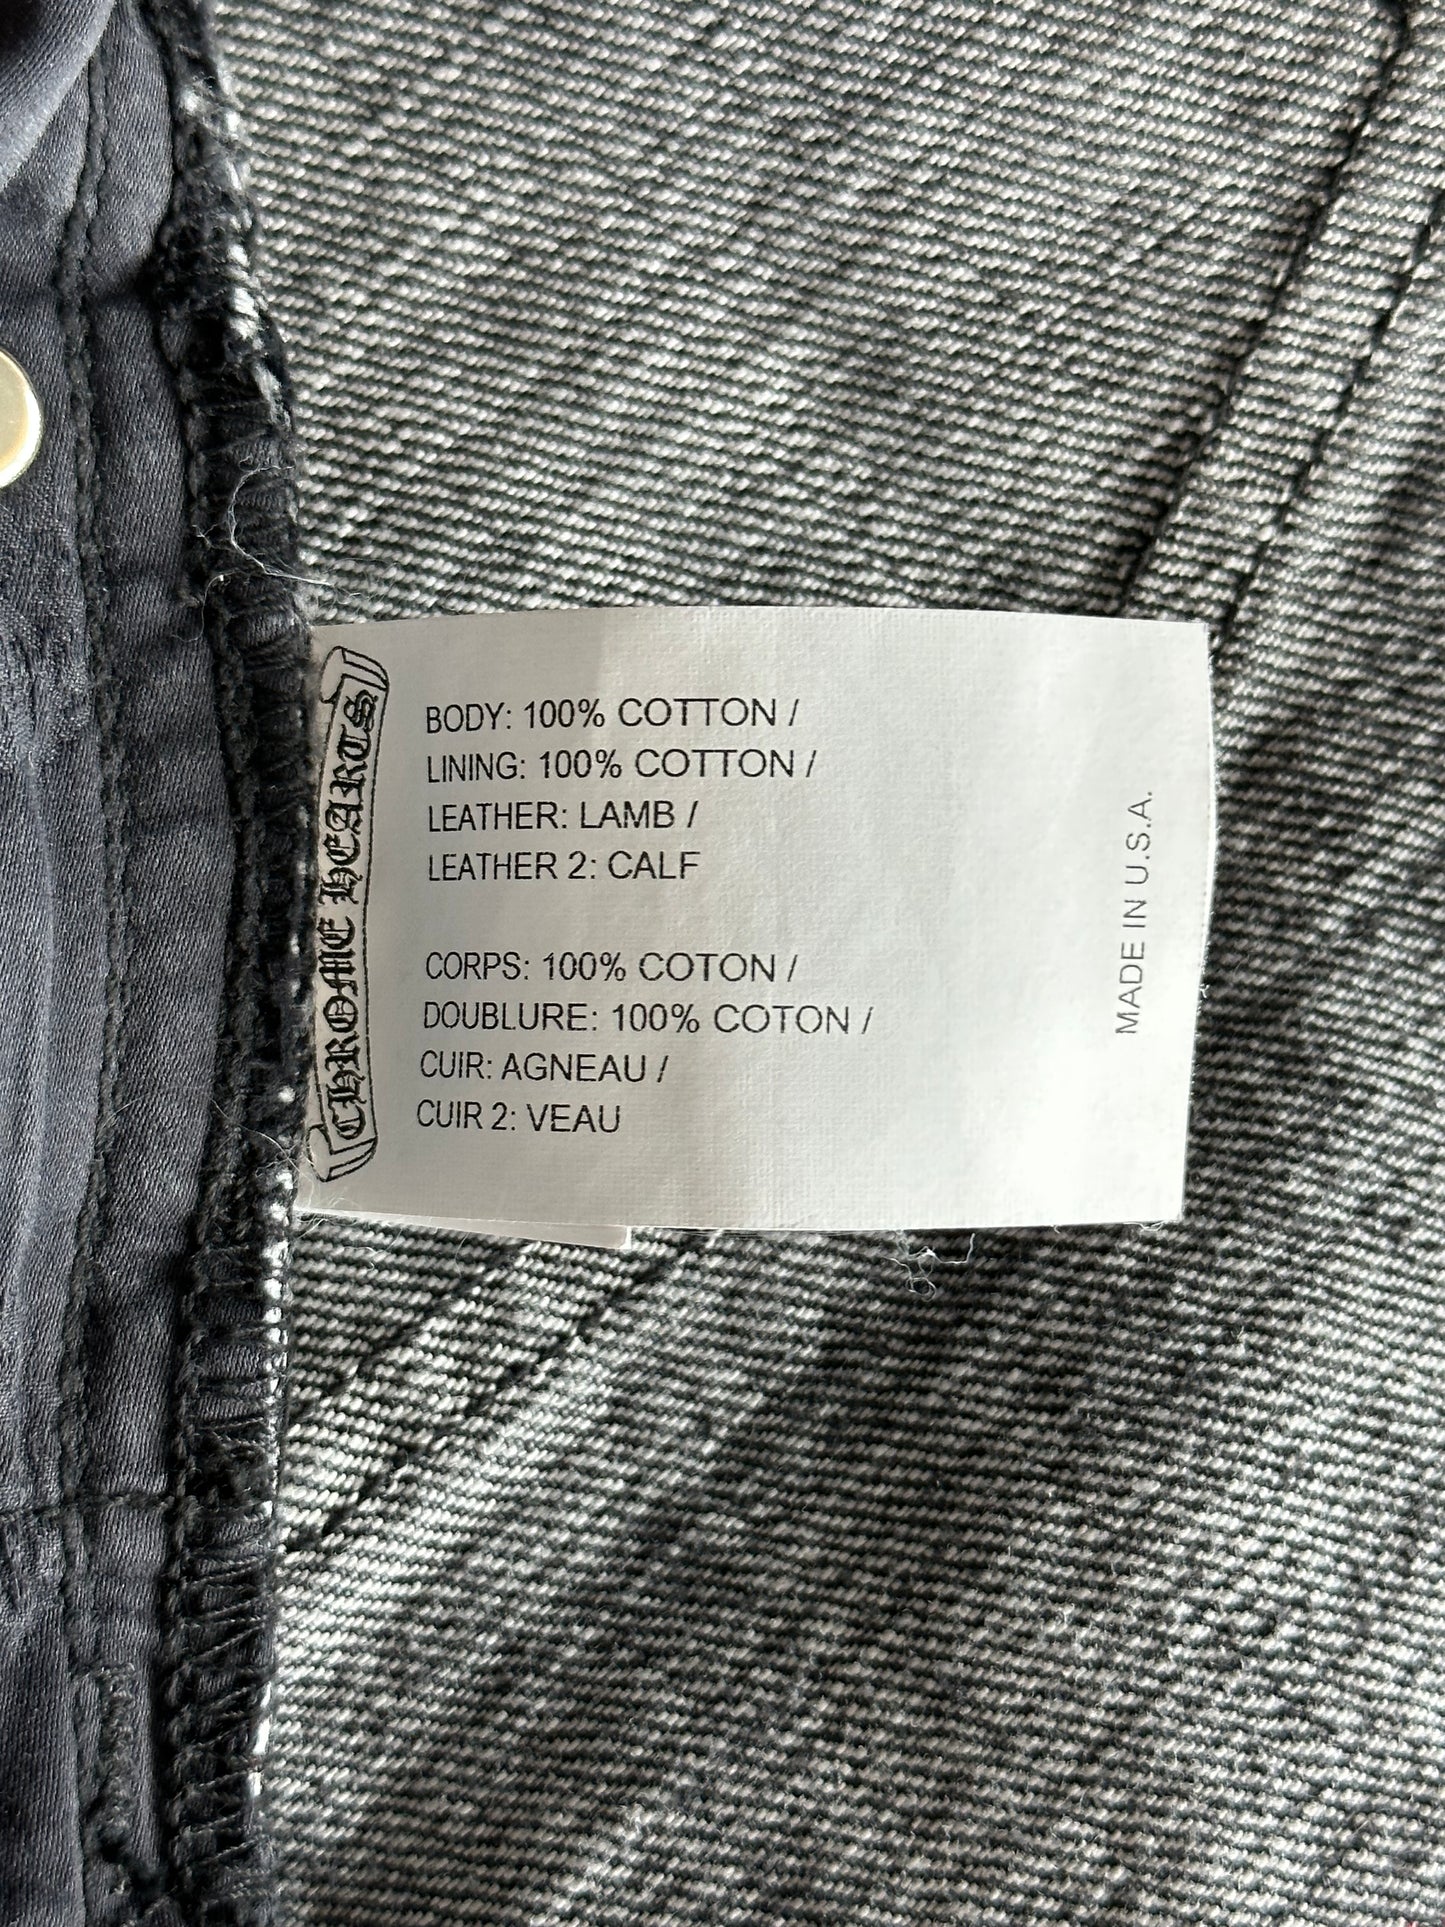 CHROME HEARTS
BODY: 100% COTTON /
LINING: 100% COTTON /
LEATHER: LAMB /
LEATHER 2: CALF
CORPS: 100% COTON /
DOUBLURE: 100% COTON /
CUIR: AGNEAU /
CUIR 2: VEAU
MADE IN U.S.A.